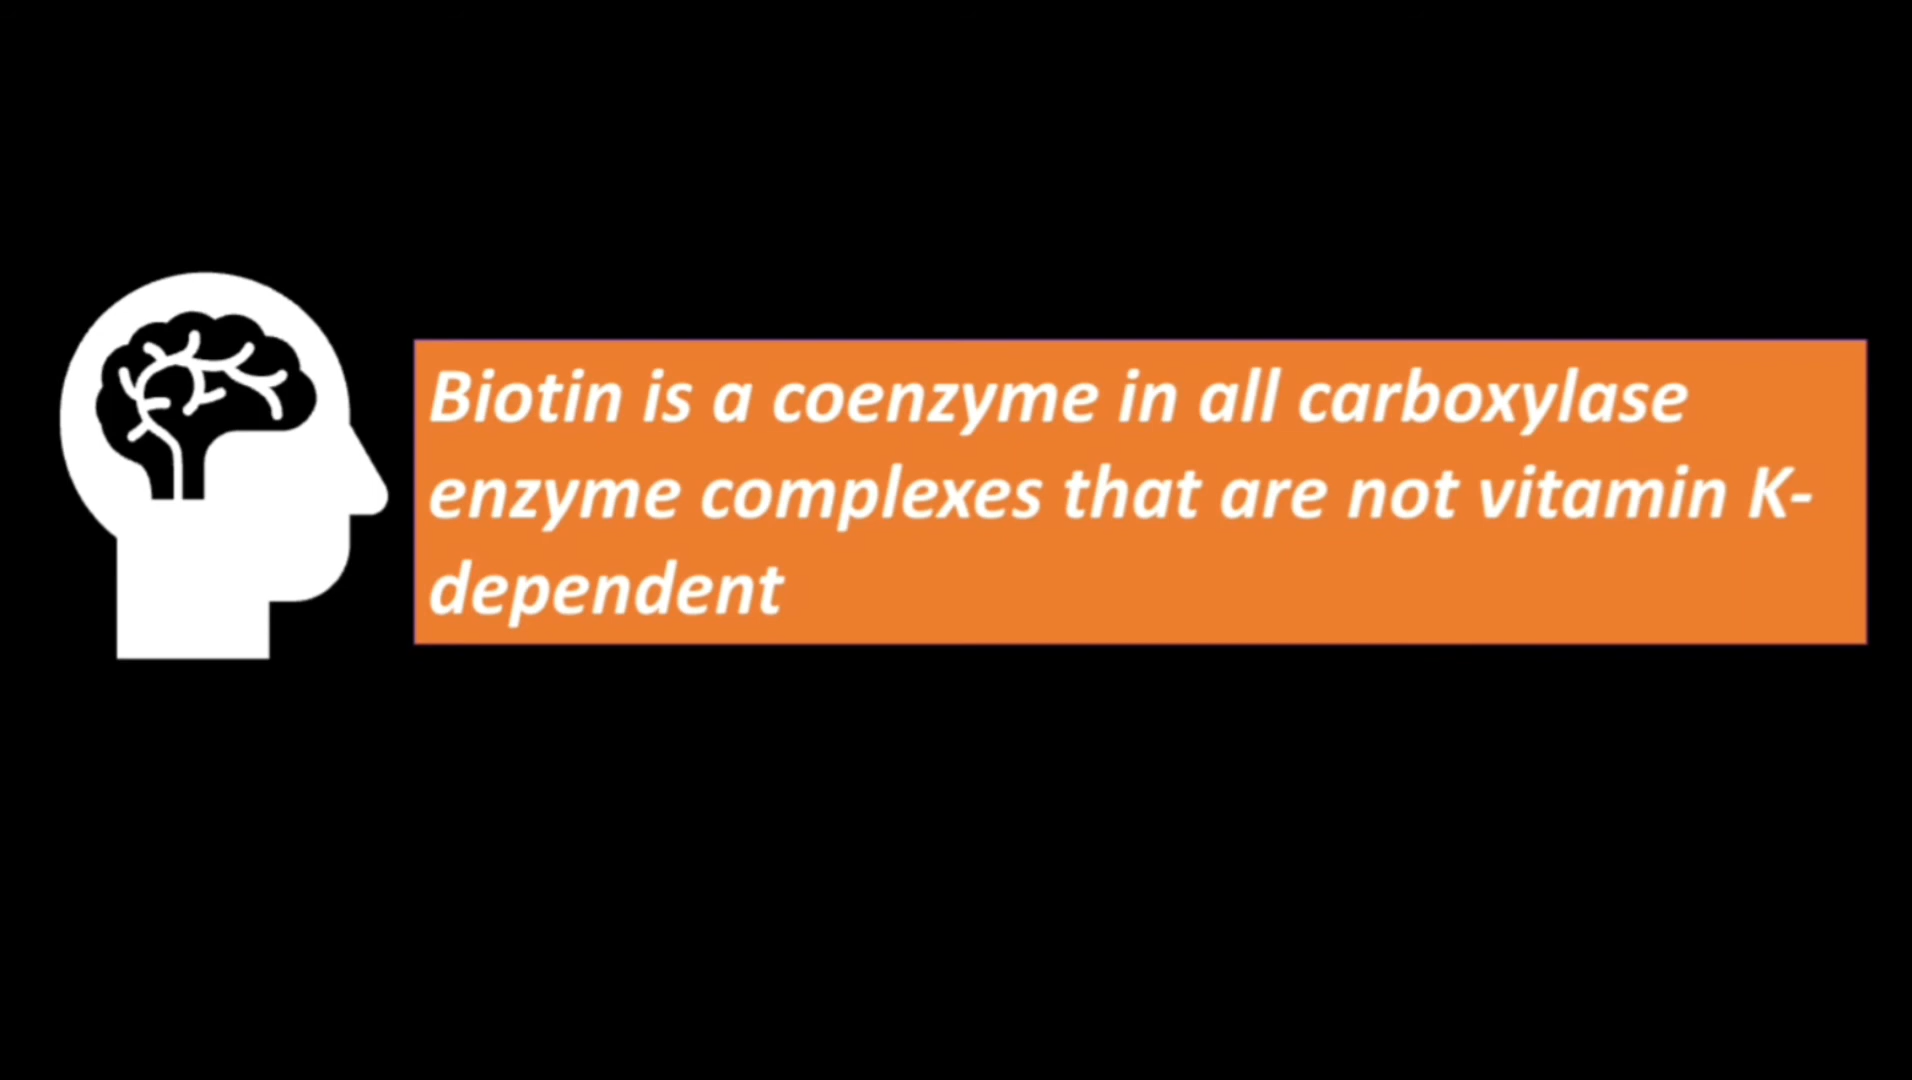 Biotin is a coenzyme in all carboxylase
enzyme complexes that are not vitamin K-
dependent